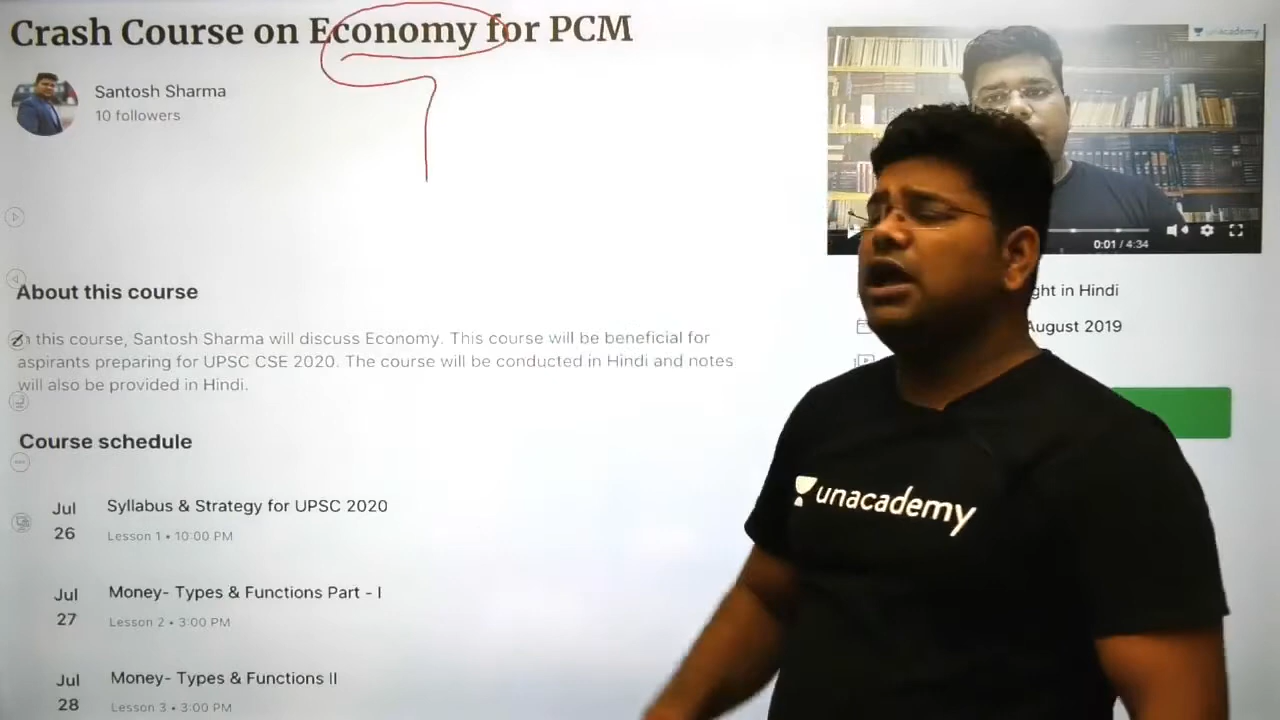 Crash Course on Economy for PCM
Santosh Sharma
10 followers
unacademy
0:01 / 4:34
ght in Hindi
August 2019
About this course
this course, Santosh Sharma will discuss Economy. This course will be beneficial for
aspirants preparing for UPSC CSE 2020. The course will be conducted in Hindi and notes
will also be provided in Hindi.
Course schedule
Jul
26
Syllabus & Strategy for UPSC 2020
Lesson 1 • 10:00 PM
Jul
27
Money- Types & Functions Part - I
Lesson 2 • 3:00 PM
Jul
28
Money- Types & Functions II
Lesson 3 • 3:00 PM
unacademy